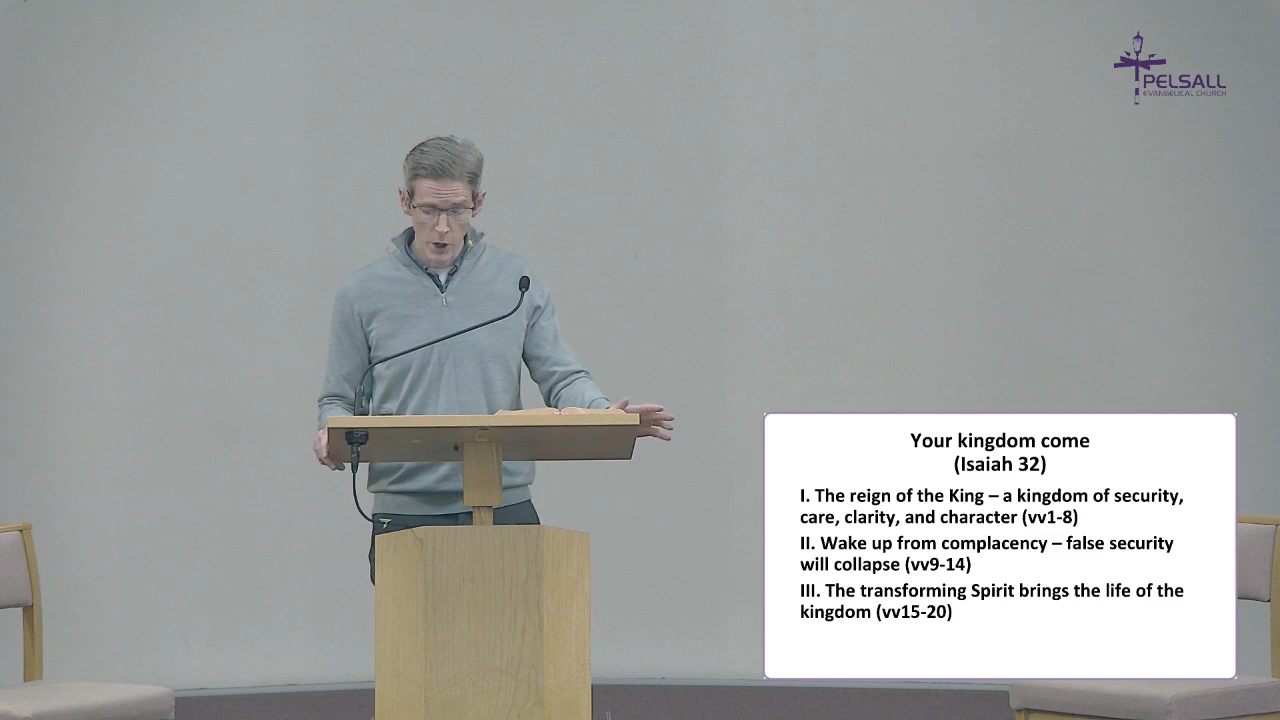 PELSALL
EVANGELICAL CHURCH
Your kingdom come
(Isaiah 32)
I. The reign of the King – a kingdom of security,
care, clarity, and character (vv1-8)
II. Wake up from complacency – false security
will collapse (vv9-14)
III. The transforming Spirit brings the life of the
kingdom (vv15-20)